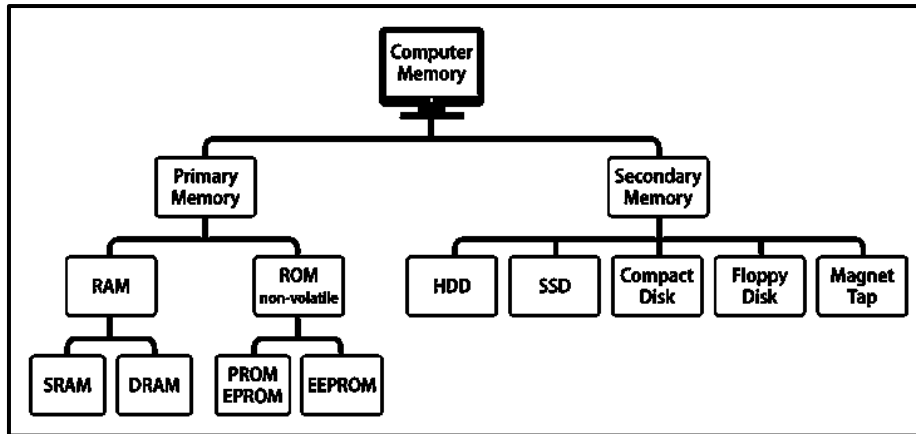 Computer
Memory
Primary
Memory
Secondary
Memory
RAM
ROM
non-volatile
HDD
SSD
Compact
Disk
Floppy
Disk
Magnet
Tap
SRAM
DRAM
PROM
EPROM
EEPROM